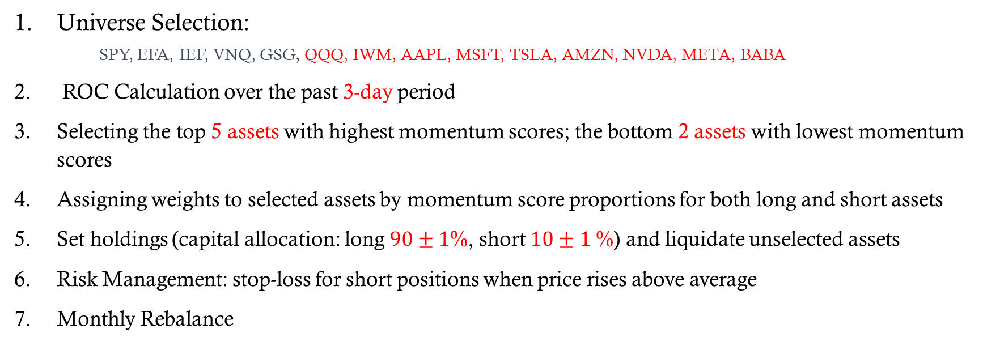 1. Universe Selection:
SPY, EFA, IEF, VNQ, GSG, QQQ, IWM, AAPL, MSFT, TSLA, AMZN, NVDA, META, BABA
2. ROC Calculation over the past 3-day period
3. Selecting the top 5 assets with highest momentum scores; the bottom 2 assets with lowest momentum
scores
4. Assigning weights to selected assets by momentum score proportions for both long and short assets
5. Set holdings (capital allocation: long 90 ± 1%, short 10 ± 1 %) and liquidate unselected assets
6. Risk Management: stop-loss for short positions when price rises above average
7. Monthly Rebalance